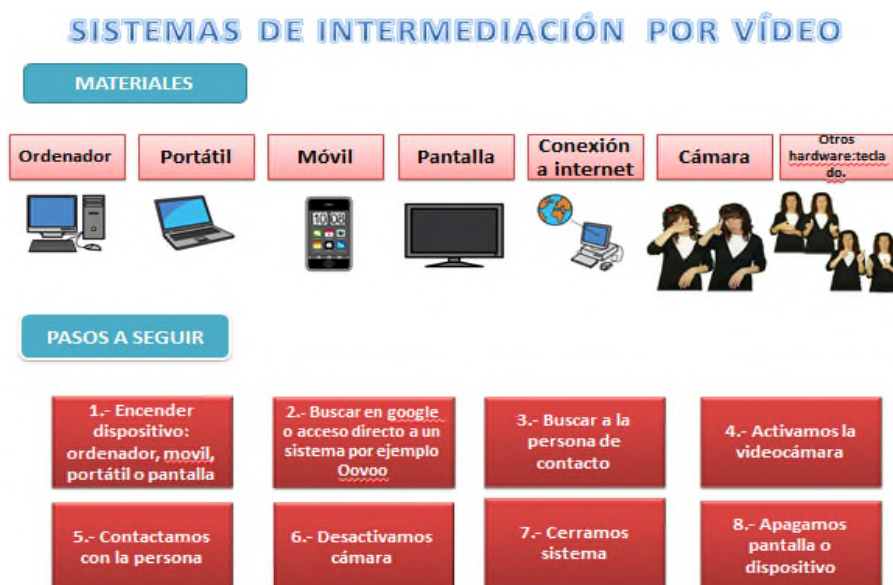 SISTEMAS DE INTERMEDIACIÓN POR VÍDEO
MATERIALES
Ordenador
Portátil
Móvil
Pantalla
Conexión
a internet
Cámara
Otros
hardware:tecla
do.
10:08
PASOS A SEGUIR
1.- Encender
dispositivo:
ordenador, movil,
portátil o pantalla
2.- Buscar en google
o acceso directo a un
sistema por ejemplo
Oovoo
3.- Buscar a la
persona de
contacto
4.- Activamos la
videocámara
5.- Contactamos
con la persona
6.- Desactivamos
cámara
7.- Cerramos
sistema
8.- Apagamos
pantalla o
dispositivo